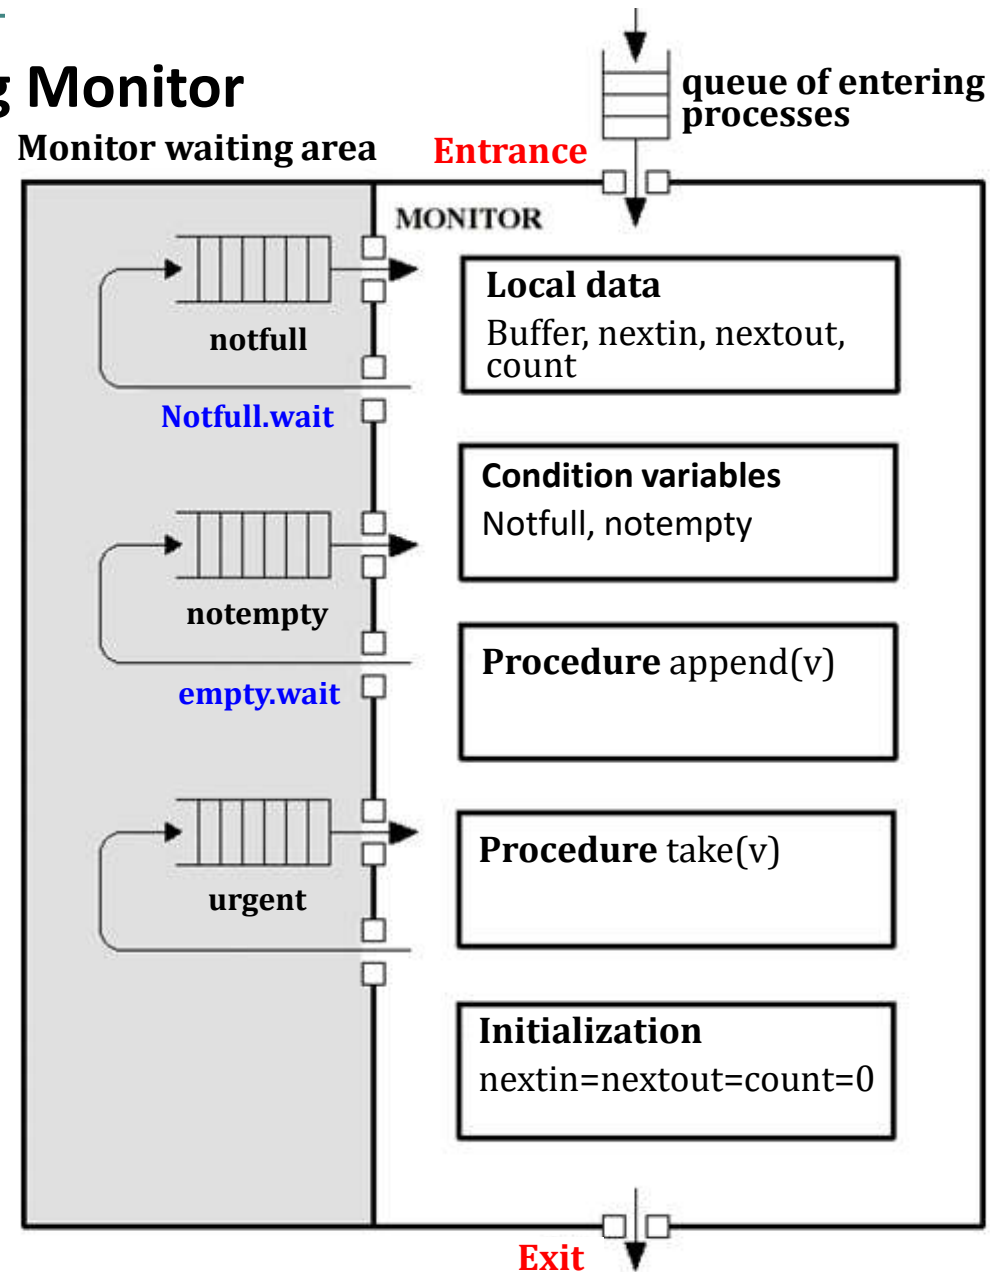 g Monitor
queue of entering
processes
Monitor waiting area
Entrance
MONITOR
notfull
Notfull.wait
notempty
empty.wait
urgent
Local data
Buffer, nextin, nextout,
count
Condition variables
Notfull, notempty
Procedure append(v)
Procedure take(v)
Initialization
nextin=nextout=count=0
Exit